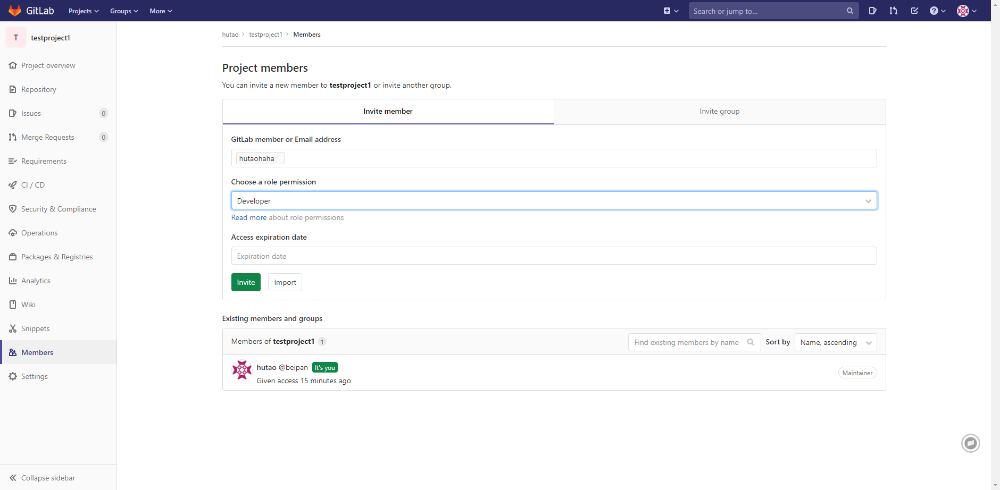 GitLab Projects Groups More Search or jump to...
T testproject1
Project overview
Repository
Issues 0
Merge Requests 0
Requirements
CI / CD
Security & Compliance
Operations
Packages & Registries
Analytics
Wiki
Snippets
Members
Settings
Collapse sidebar
hutao > testproject1 > Members
Project members
You can invite a new member to testproject1 or invite another group.
Invite member Invite group
GitLab member or Email address
hutaohaha
Choose a role permission
Developer
Read more about role permissions
Access expiration date
Expiration date
Invite Import
Existing members and groups
Members of testproject1 1 Find existing members by name Sort by Name, ascending
hutao @beipan It's you
Given access 15 minutes ago
Maintainer